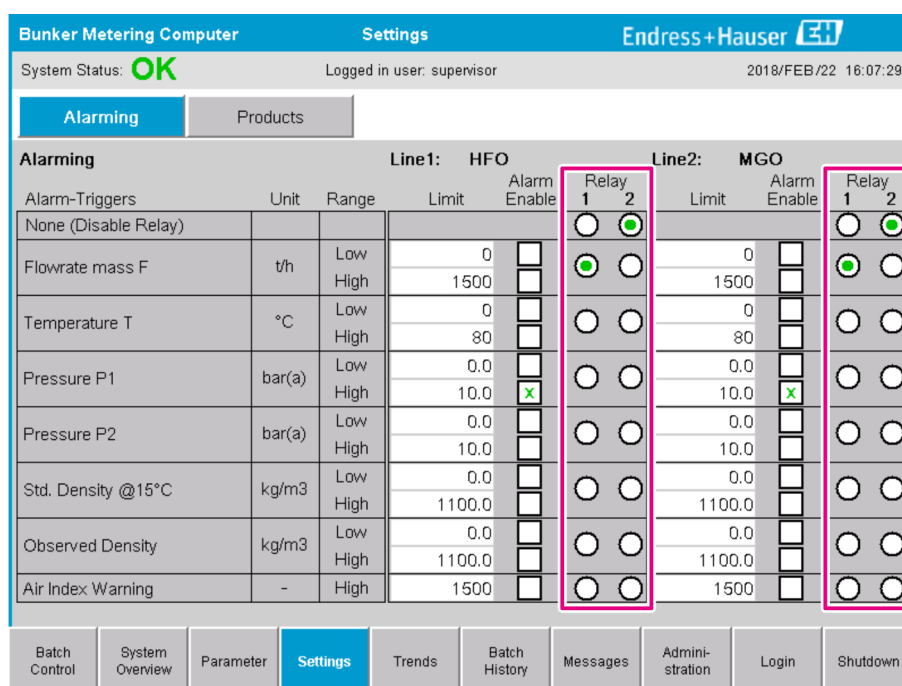 Bunker Metering Computer Settings Endress+Hauser EH
System Status: OK Logged in user: supervisor 2018/FEB/22 16:07:29
Alarming Products
Alarming Line1: HFO Line2: MGO
Alarm Relay Alarm Relay
Alarm-Triggers Unit Range Limit Enable 1 2 Limit Enable 1 2
None (Disable Relay)
Low 0 0
Flowrate mass F t/h
High 1500 1500
Low 0 0
Temperature T °C
High 80 80
Low 0.0 0.0
Pressure P1 bar(a)
High 10.0 x 10.0 x
Low 0.0 0.0
Pressure P2 bar(a)
High 10.0 10.0
Low 0.0 0.0
Std. Density @15°C kg/m3
High 1100.0 1100.0
Low 0.0 0.0
Observed Density kg/m3
High 1100.0 1100.0
Air Index Warning - High 1500 1500
Batch System Batch Admini-
Parameter Settings Trends Messages Login Shutdown
Control Overview History stration